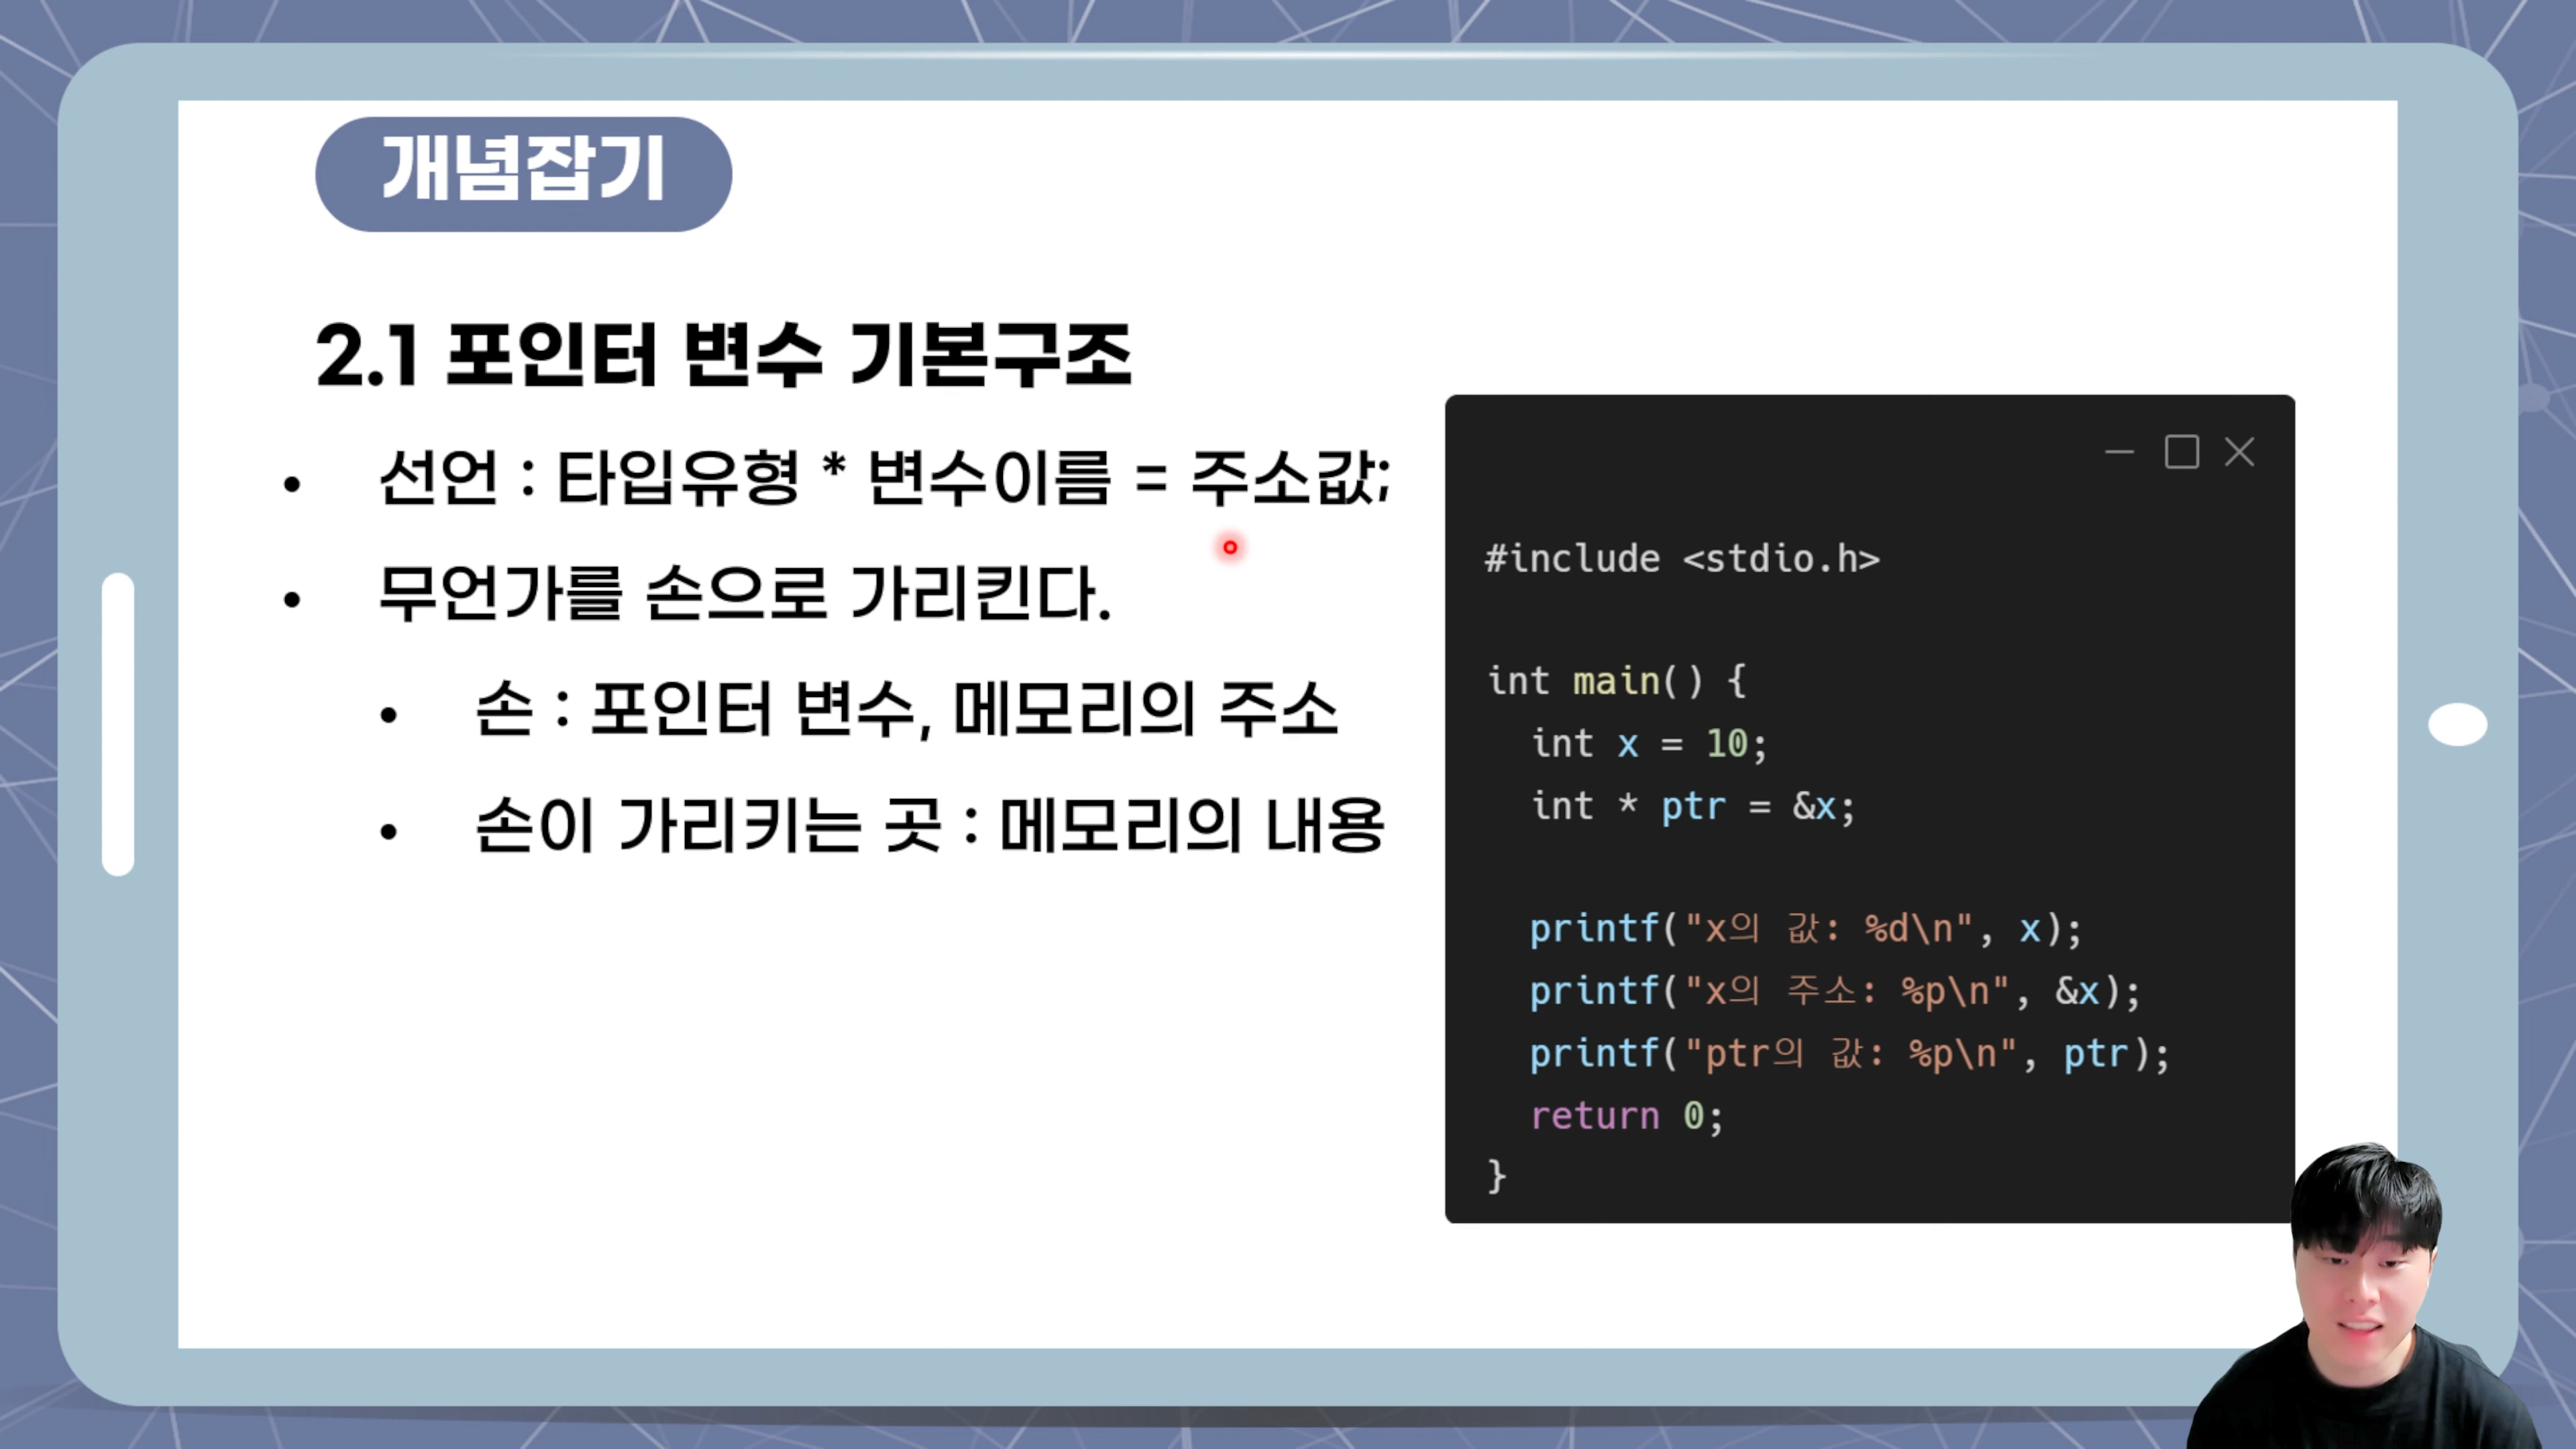 개념잡기
2.1 포인터 변수 기본구조
• 선언 : 타입유형 * 변수이름 = 주소값;
• 무언가를 손으로 가리킨다.
• 손 : 포인터 변수, 메모리의 주소
• 손이 가리키는 곳 : 메모리의 내용
#include <stdio.h>
int main() {
int x = 10;
int * ptr = &x;
printf("x의 값: %d\n", x);
printf("x의 주소: %p\n", &x);
printf("ptr의 값: %p\n", ptr);
return 0;
}